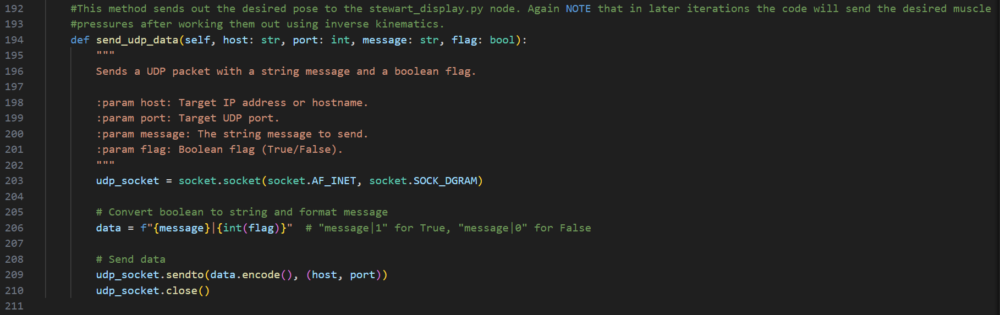 192 #This method sends out the desired pose to the stewart_display.py node. Again NOTE that in later iterations the code will send the desired muscle
193 #pressures after working them out using inverse kinematics.
194 def send_udp_data(self, host: str, port: int, message: str, flag: bool):
195 """
196 Sends a UDP packet with a string message and a boolean flag.
197
198 :param host: Target IP address or hostname.
199 :param port: Target UDP port.
200 :param message: The string message to send.
201 :param flag: Boolean flag (True/False).
202 """
203 udp_socket = socket.socket(socket.AF_INET, socket.SOCK_DGRAM)
204
205 # Convert boolean to string and format message
206 data = f"{message}|{int(flag)}"  # "message|1" for True, "message|0" for False
207
208 # Send data
209 udp_socket.sendto(data.encode(), (host, port))
210 udp_socket.close()
211